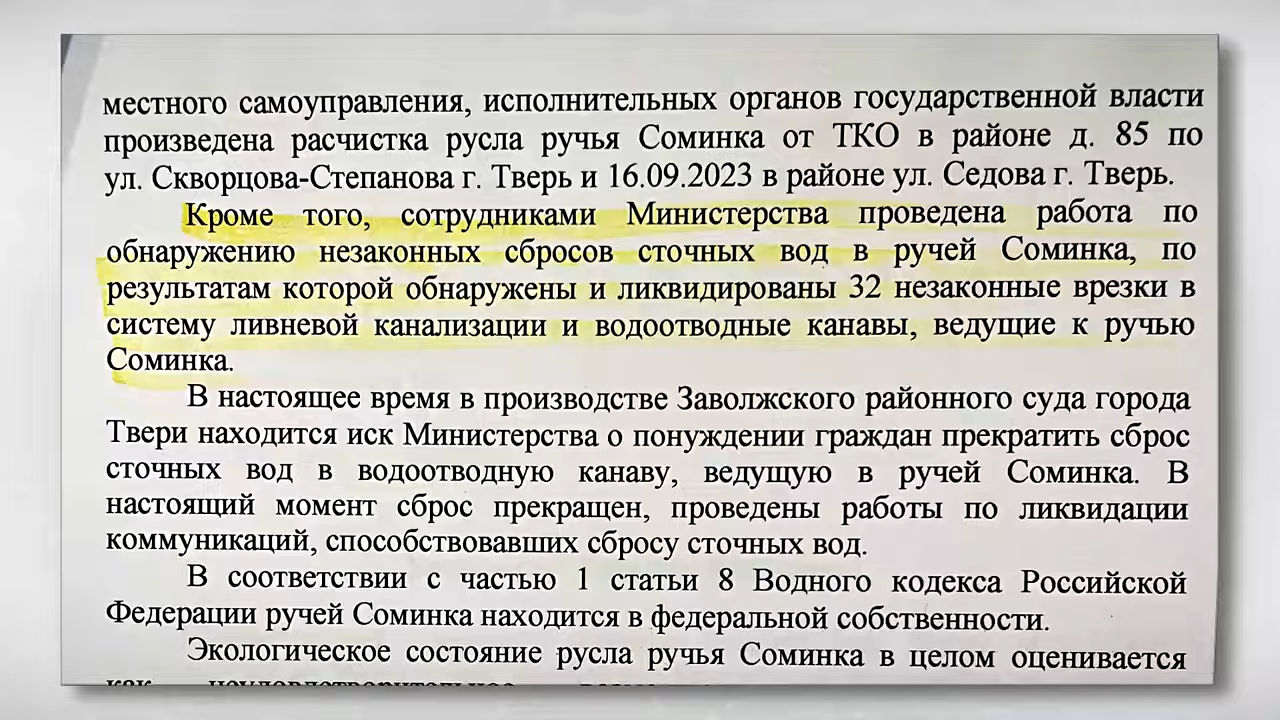 местного самоуправления, исполнительных органов государственной власти
произведена расчистка русла ручья Соминка от ТКО в районе д. 85 по
ул. Скворцова-Степанова г. Тверь и 16.09.2023 в районе ул. Седова г. Тверь.
Кроме того, сотрудниками Министерства проведена работа по
обнаружению незаконных сбросов сточных вод в ручей Соминка, по
результатам которой обнаружены и ликвидированы 32 незаконные врезки в
систему ливневой канализации и водоотводные канавы, ведущие к ручью
Соминка.
В настоящее время в производстве Заволжского районного суда города
Твери находится иск Министерства о понуждении граждан прекратить сброс
сточных вод в водоотводную канаву, ведущую в ручей Соминка. В
настоящий момент сброс прекращен, проведены работы по ликвидации
коммуникаций, способствовавших сбросу сточных вод.
В соответствии с частью 1 статьи 8 Водного кодекса Российской
Федерации ручей Соминка находится в федеральной собственности.
Экологическое состояние русла ручья Соминка в целом оценивается
как неудовлетворительное